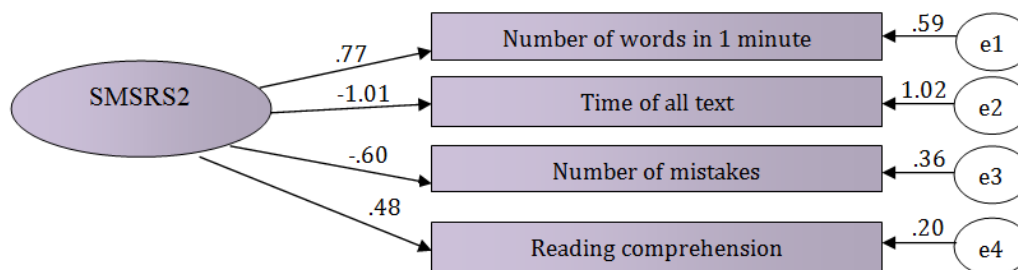 Number of words in 1 minute
.59
e1
.77
SMSRS2
-1.01
Time of all text
1.02
e2
-.60
Number of mistakes
.36
e3
.48
Reading comprehension
.20
e4